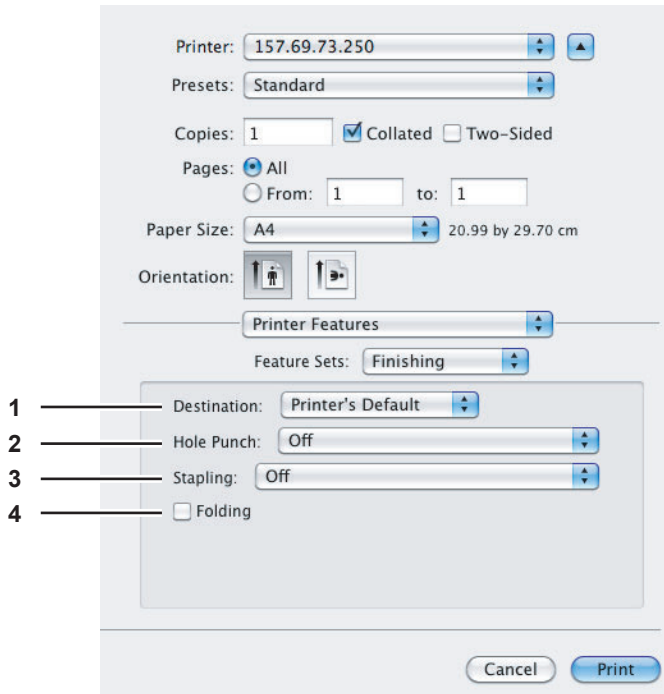 Printer: 157.69.73.250
Presets: Standard
Copies: 1 Collated Two-Sided
Pages: All
From: 1 to: 1
Paper Size: A4 20.99 by 29.70 cm
Orientation:
Printer Features
Feature Sets: Finishing
1 Destination: Printer's Default
2 Hole Punch: Off
3 Stapling: Off
4 Folding
Cancel Print